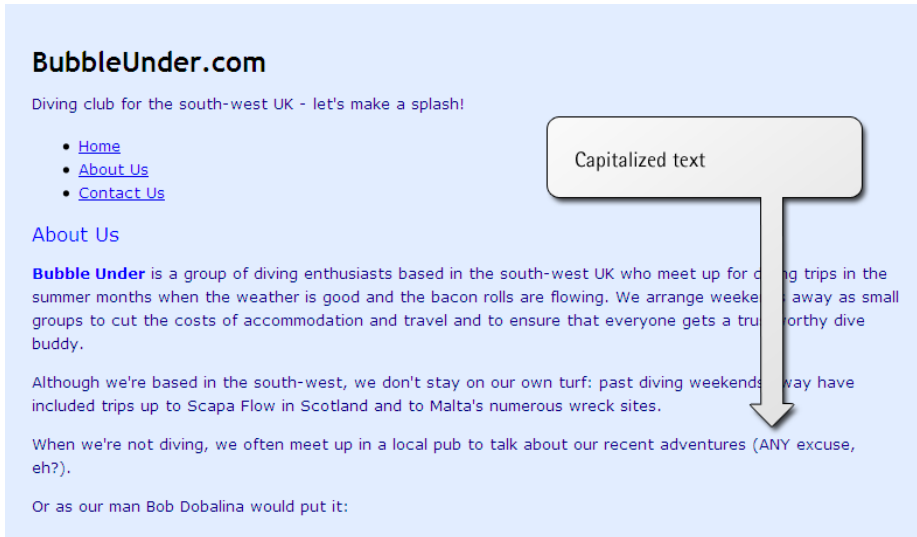 BubbleUnder.com
Diving club for the south-west UK - let's make a splash!
Capitalized text
Home
About Us
Contact Us
About Us
Bubble Under is a group of diving enthusiasts based in the south-west UK who meet up for trips in the
summer months when the weather is good and the bacon rolls are flowing. We arrange away as small
groups to cut the costs of accommodation and travel and to ensure that everyone gets a dive
buddy.
Although we're based in the south-west, we don't stay on our own turf: past diving weekends have
included trips up to Scapa Flow in Scotland and to Malta's numerous wreck sites.
When we're not diving, we often meet up in a local pub to talk about our recent adventures (ANY excuse,
eh?).
Or as our man Bob Dobalina would put it: